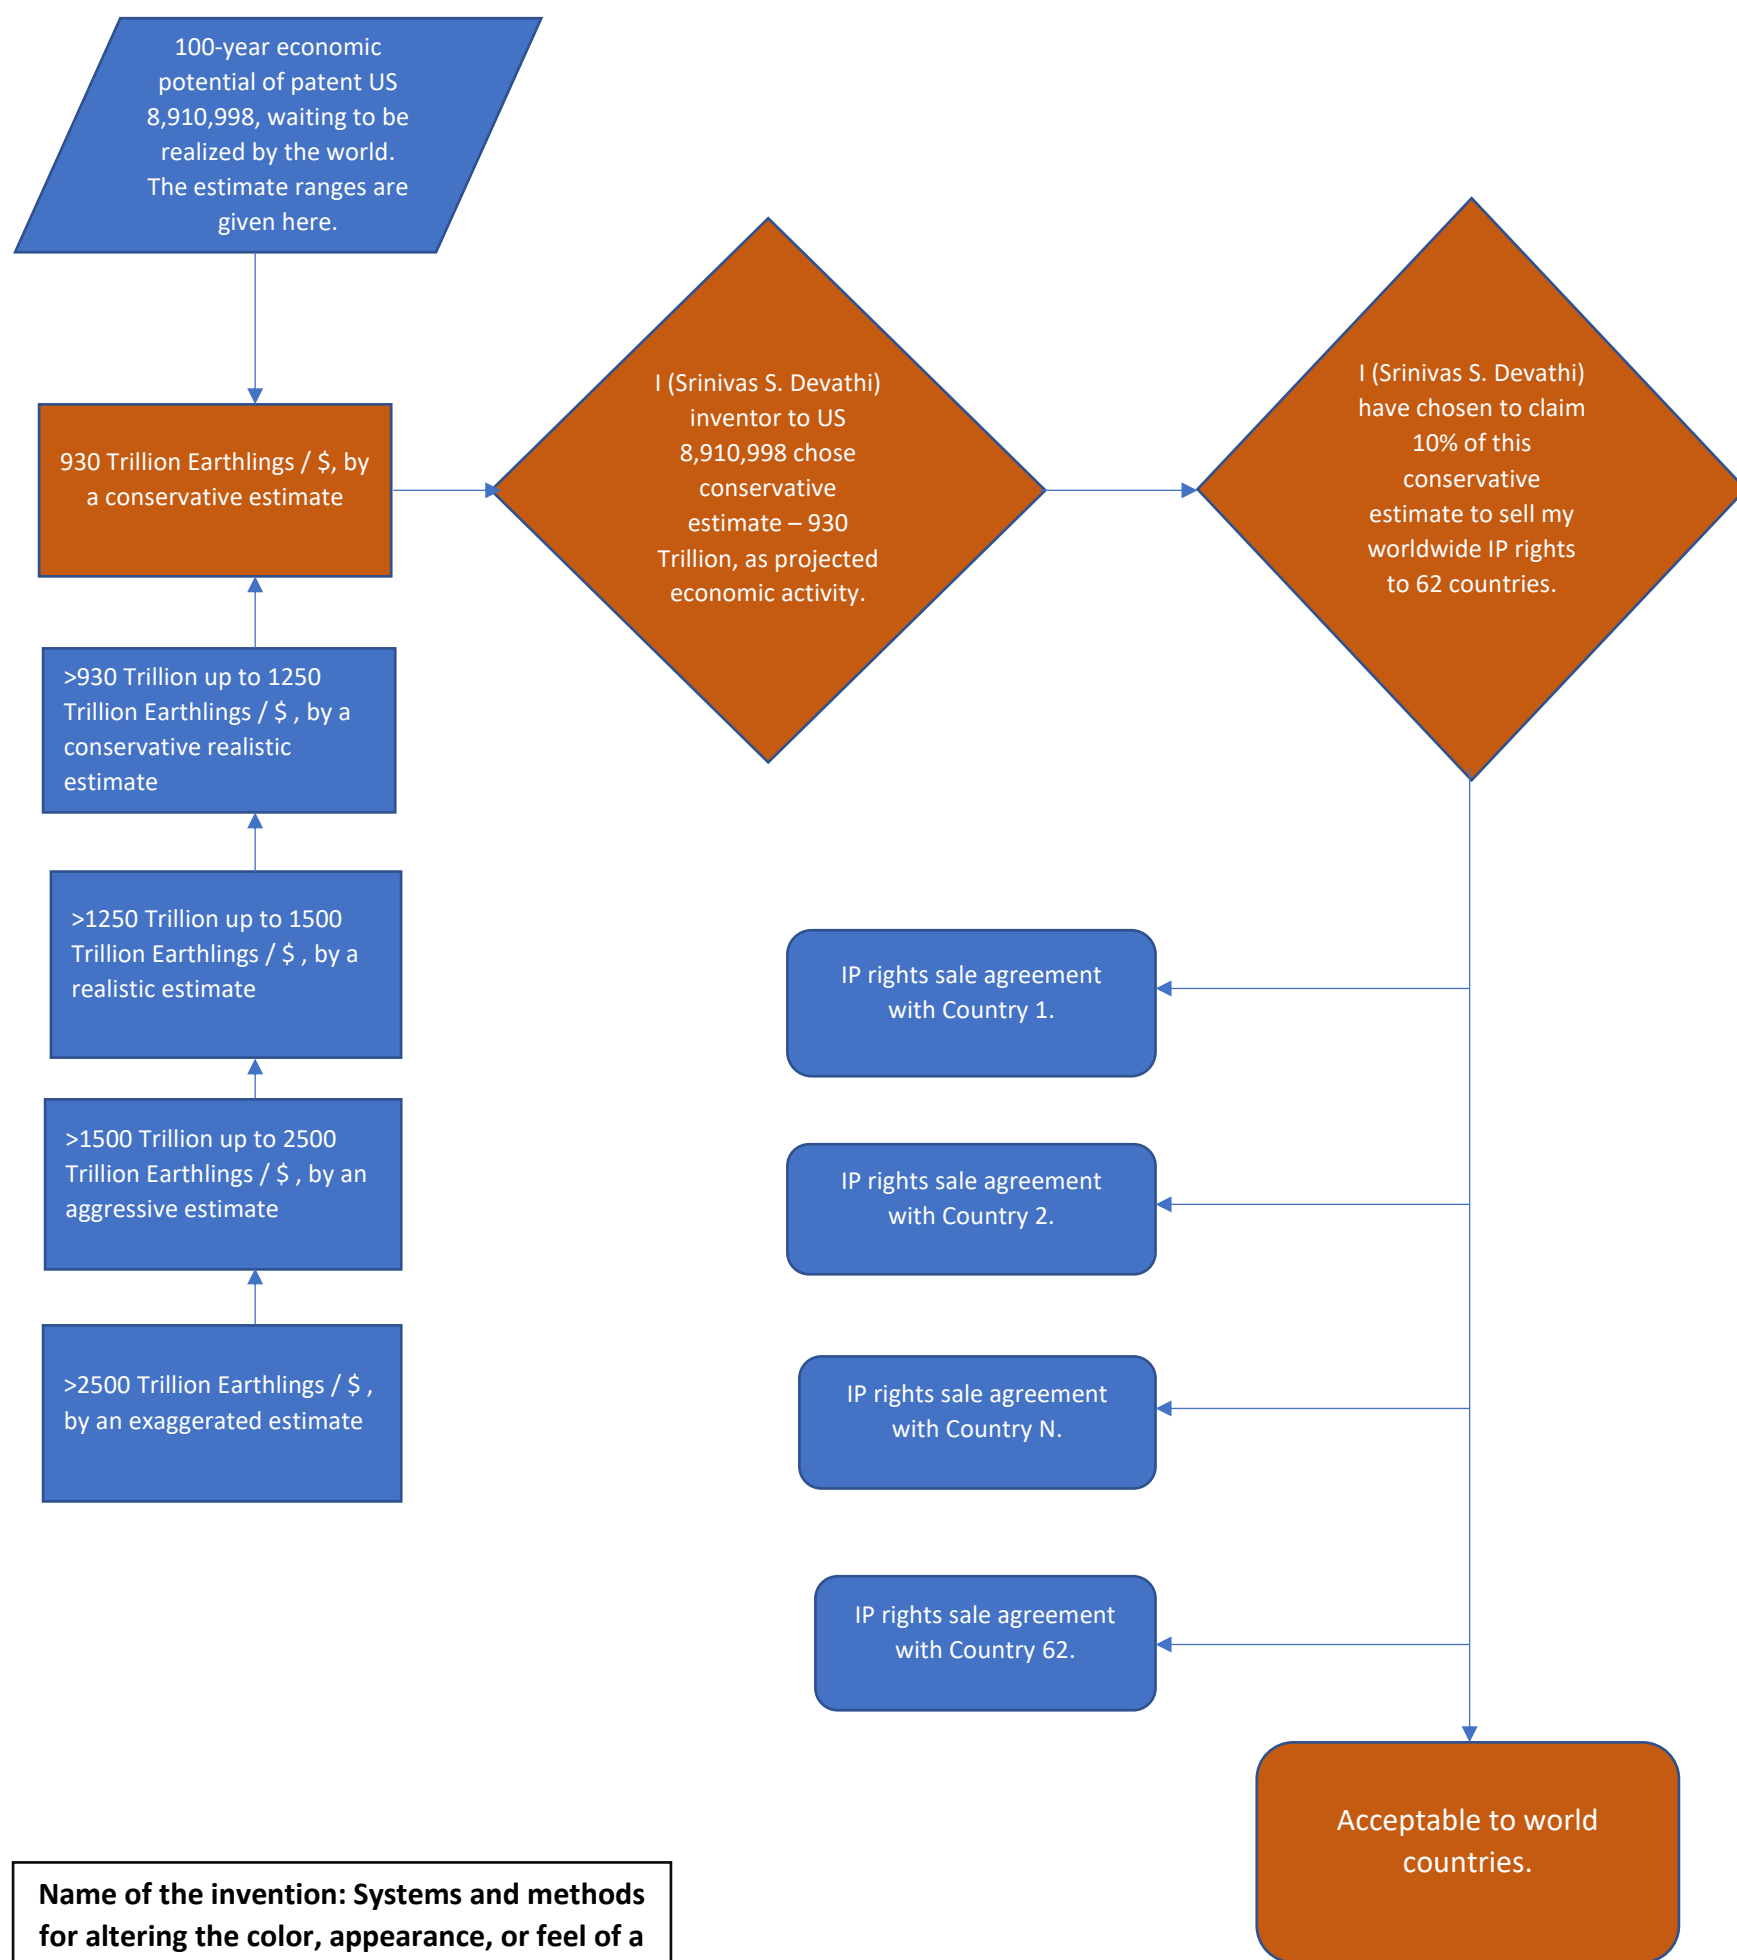 100-year economic
potential of patent US
8,910,998, waiting to be
realized by the world.
The estimate ranges are
given here.
930 Trillion Earthlings / $, by
a conservative estimate
I (Srinivas S. Devathi)
inventor to US
8,910,998 chose
conservative
estimate – 930
Trillion, as projected
economic activity.
I (Srinivas S. Devathi)
have chosen to claim
10% of this
conservative
estimate to sell my
worldwide IP rights
to 62 countries.
>930 Trillion up to 1250
Trillion Earthlings / $ , by a
conservative realistic
estimate
>1250 Trillion up to 1500
Trillion Earthlings / $ , by a
realistic estimate
>1500 Trillion up to 2500
Trillion Earthlings / $ , by an
aggressive estimate
>2500 Trillion Earthlings / $ ,
by an exaggerated estimate
IP rights sale agreement
with Country 1.
IP rights sale agreement
with Country 2.
IP rights sale agreement
with Country N.
IP rights sale agreement
with Country 62.
Acceptable to world
countries.
Name of the invention: Systems and methods
for altering the color, appearance, or feel of a